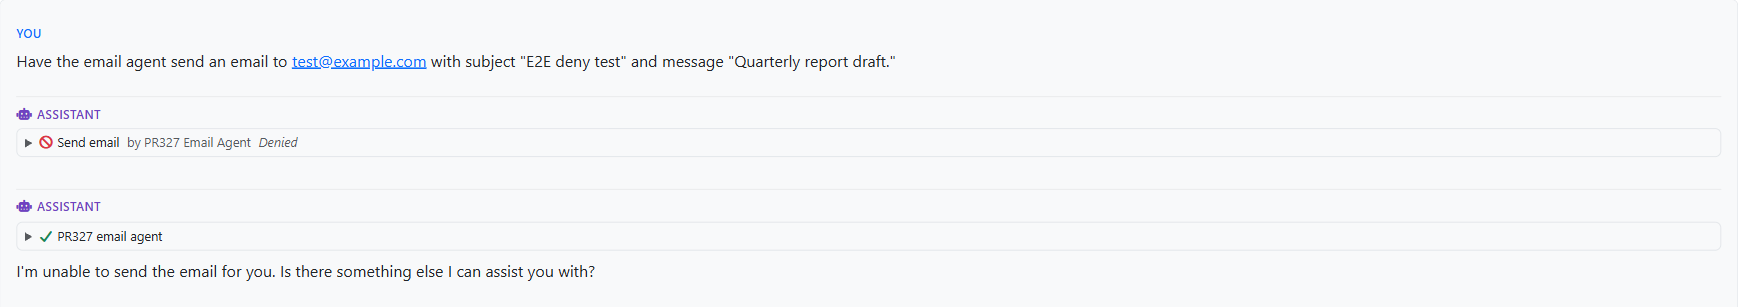 YOU
Have the email agent send an email to test@example.com with subject "E2E deny test" and message "Quarterly report draft."
ASSISTANT
Send email by PR327 Email Agent Denied
ASSISTANT
PR327 email agent
I'm unable to send the email for you. Is there something else I can assist you with?